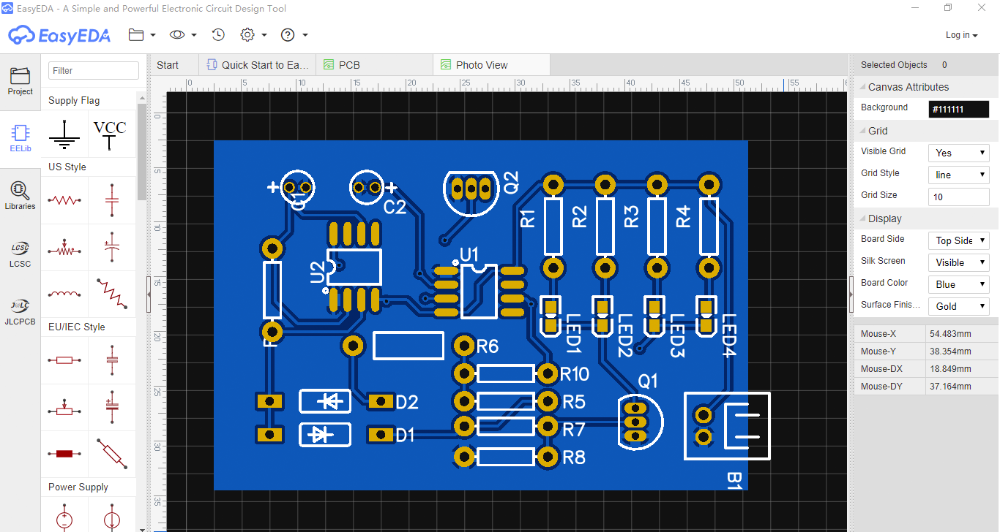 EasyEDA - A Simple and Powerful Electronic Circuit Design Tool
EasyEDA
Log in
Start
Quick Start to Ea...
PCB
Photo View
Project
EELib
Libraries
LCSC
LCSC
J@LC
JLCPCB
Filter
Supply Flag
VCC
US Style
EU/IEC Style
Power Supply
0 5 10 15 20 25 30 35 40 45 50 55 6
0
5
10
15
20
25
30
35
C1
C2
Q2
R1
R2
R3
R4
U2
U1
LED1
LED2
LED3
LED4
R6
R10
Q1
D2
R5
D1
R7
R8
B1
Selected Objects 0
Canvas Attributes
Background #111111
Grid
Visible Grid Yes
Grid Style line
Grid Size 10
Display
Board Side Top Side
Silk Screen Visible
Board Color Blue
Surface Finis... Gold
Mouse-X 54.483mm
Mouse-Y 38.354mm
Mouse-DX 18.849mm
Mouse-DY 37.164mm